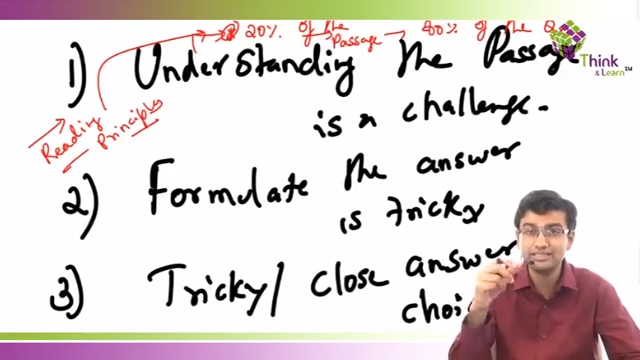 20% of the Passage → 80% of the Q
1) Understanding the Passage
is a challenge.
Reading Principles
2) Formulate the answer
is tricky
3) Tricky/ close answer
choi
Think
& Learn™